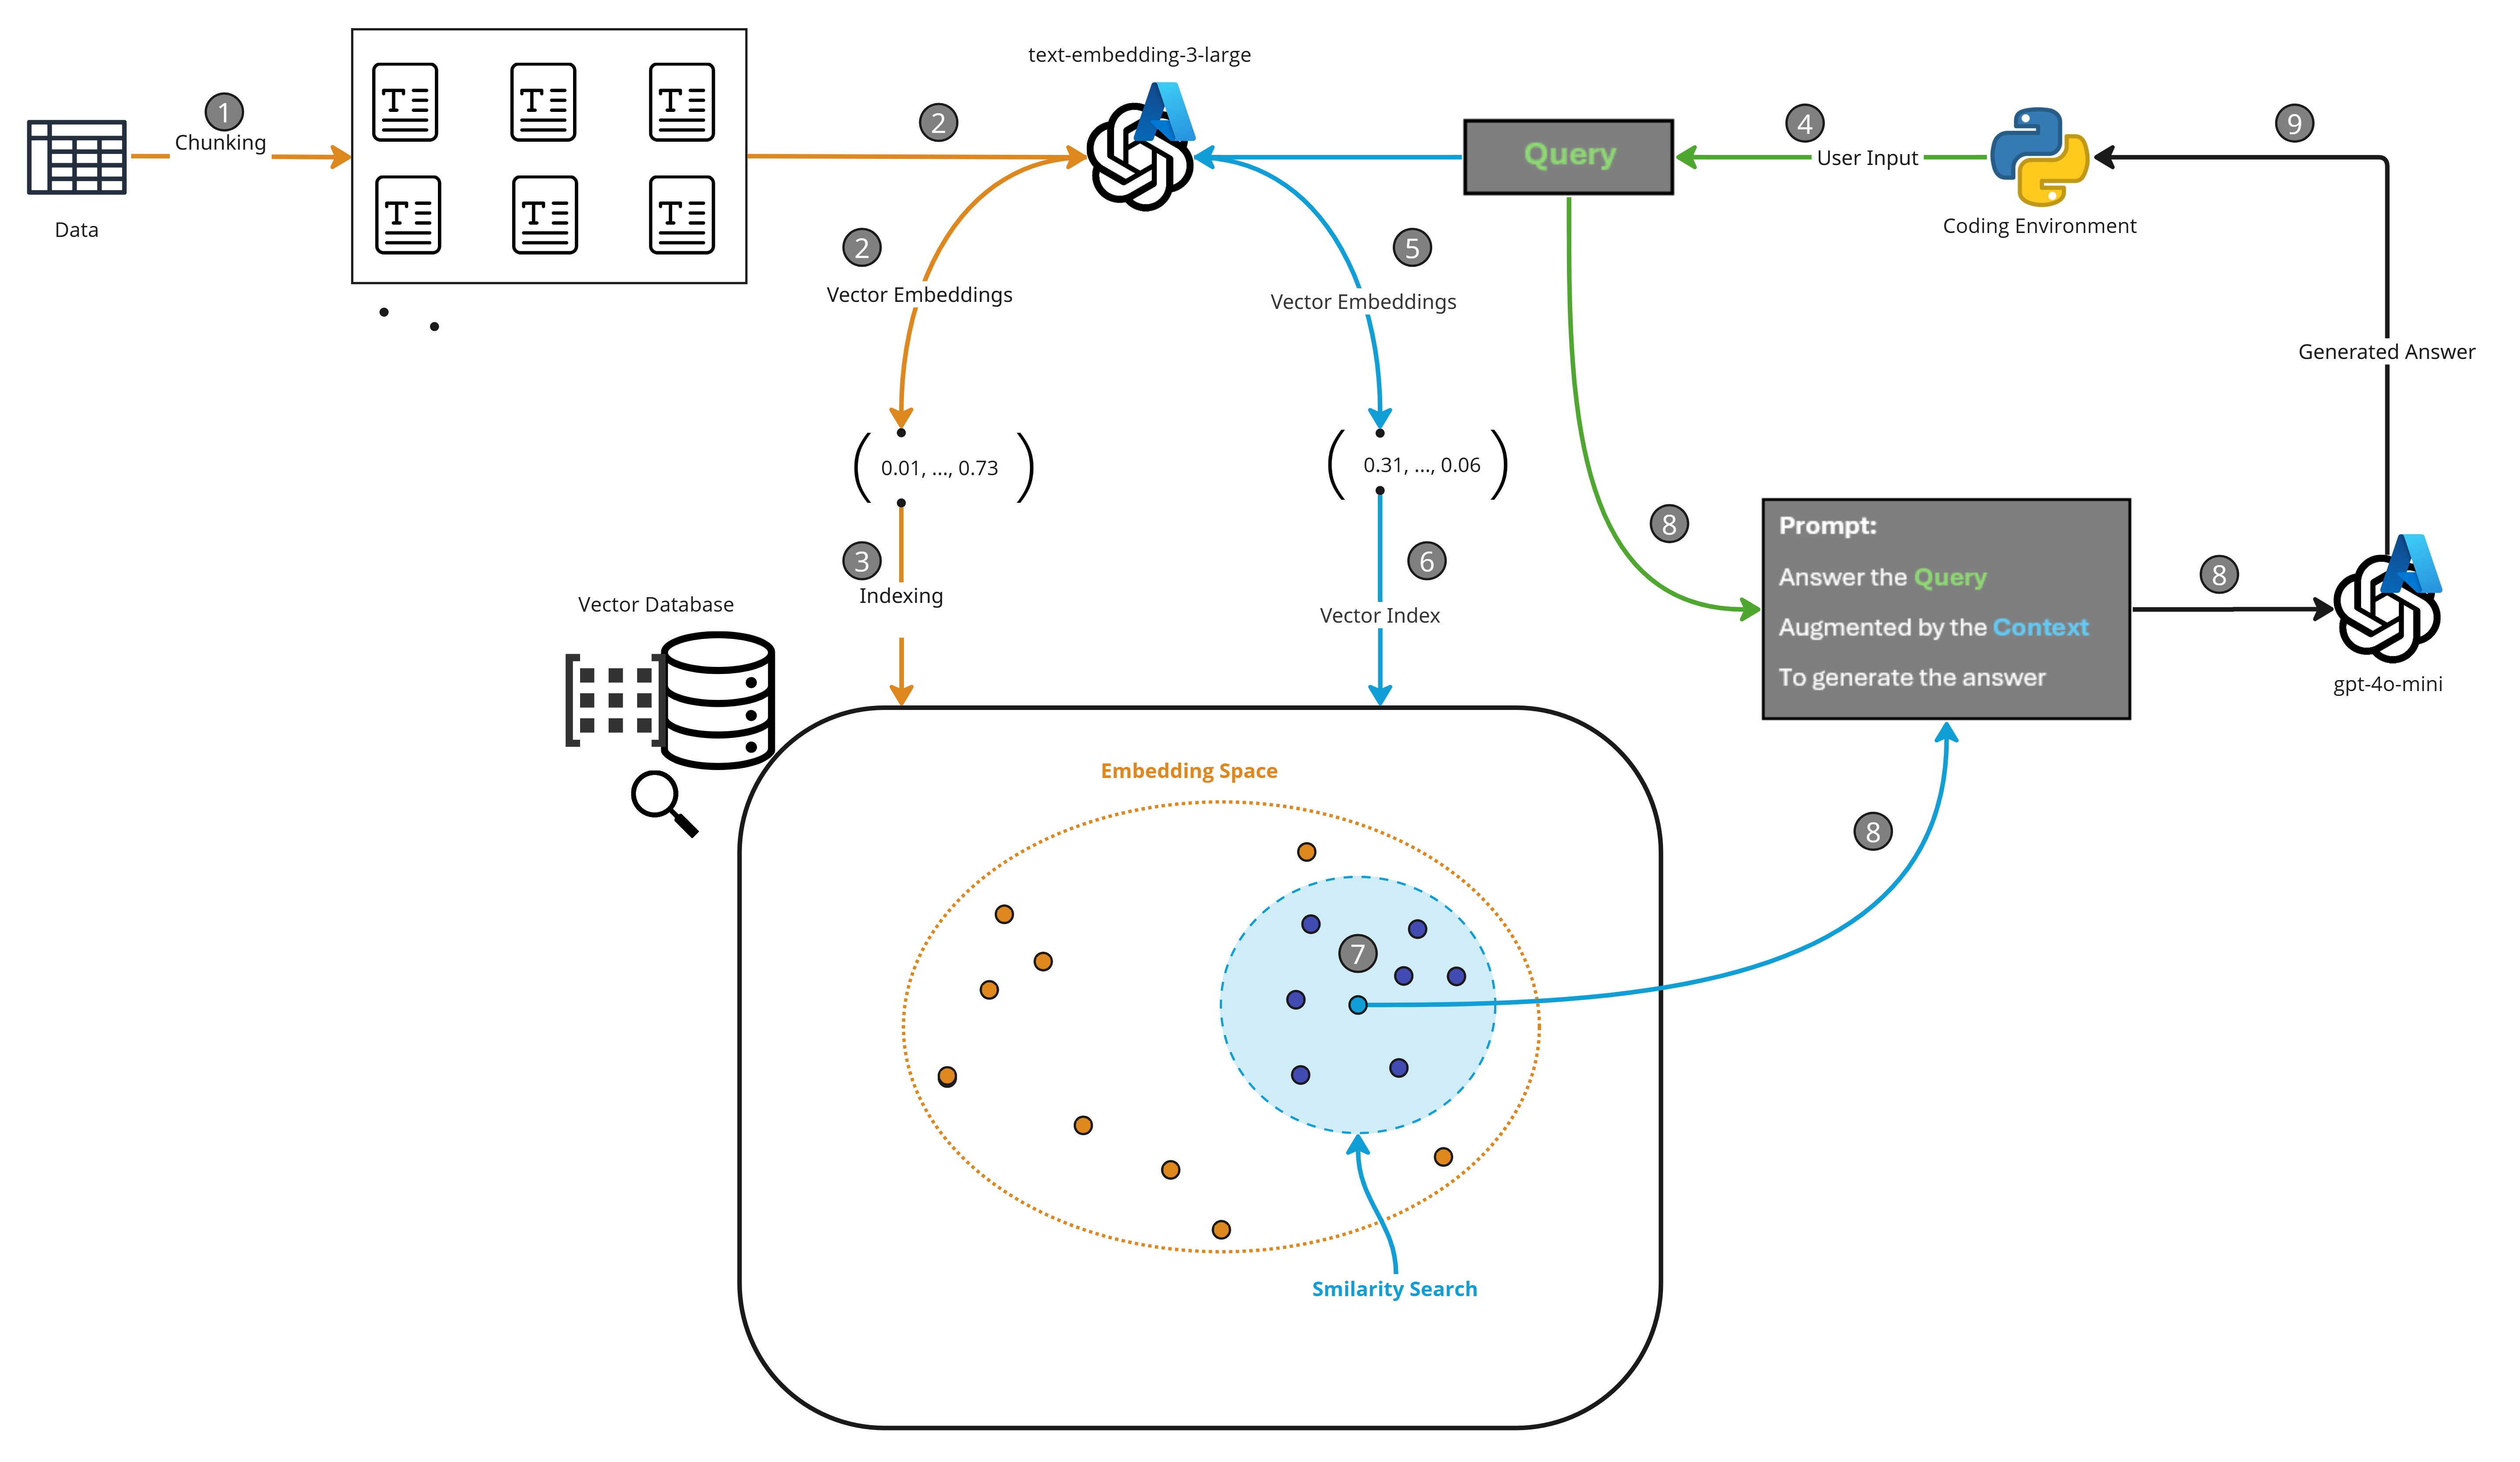 text-embedding-3-large
1
Chunking
Data
T
T
T
T
T
T
2
Query
4
User Input
Coding Environment
9
2
Vector Embeddings
5
Vector Embeddings
Generated Answer
( 0.01, ..., 0.73 )
( 0.31, ..., 0.06 )
3
Indexing
6
Vector Index
8
Prompt:
Answer the Query
Augmented by the Context
To generate the answer
8
gpt-4o-mini
Vector Database
Embedding Space
8
7
Smilarity Search